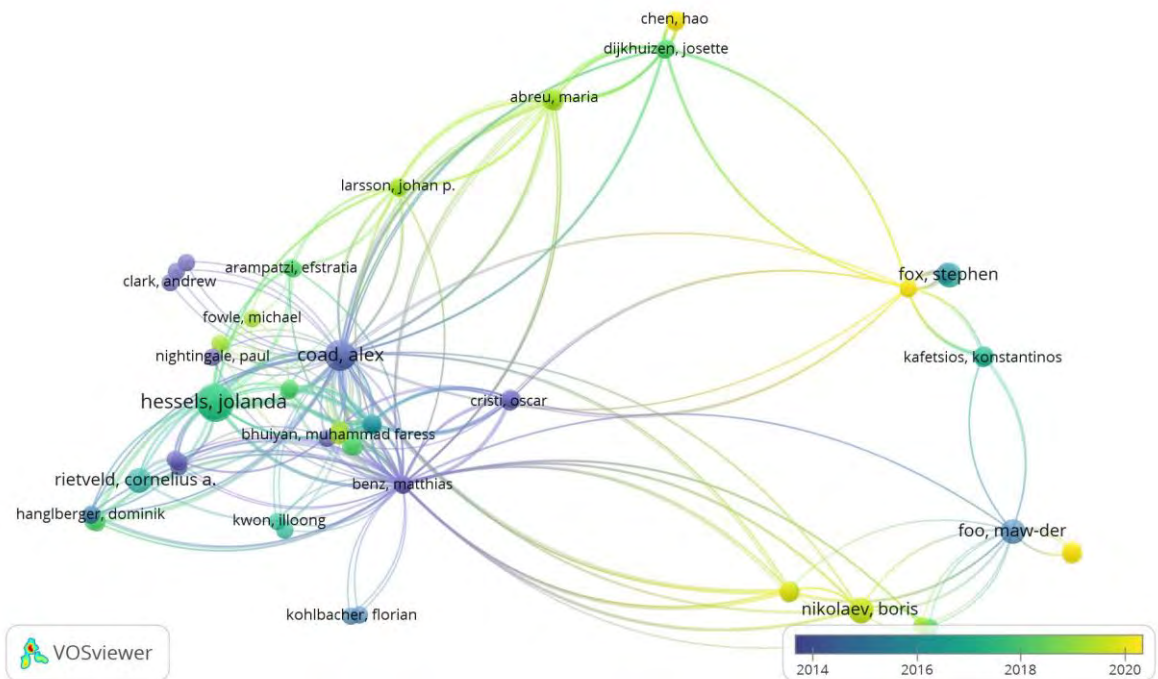 chen, hao
dijkhuizen, josette
abreu, maria
larsson, johan p.
arampatzi, efstratia
clark, andrew
fox, stephen
fowle, michael
nightingale, paul
coad, alex
kafetsios, konstantinos
hessels, jolanda
cristi, oscar
bhuiyan, muhammad faress
rietveld, cornelius a.
benz, matthias
hanglberger, dominik
kwon, illoong
foo, maw-der
kohlbacher, florian
nikolaev, boris
VOSviewer
2014 2016 2018 2020